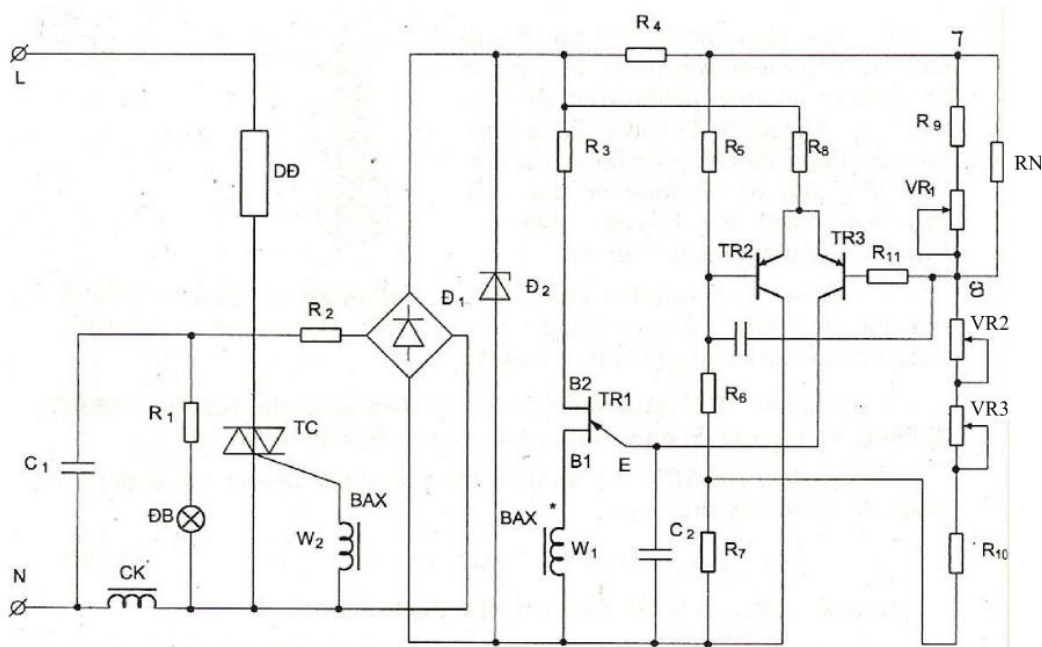 R4
7
L
R9
R3
R5
R8
RN
DĐ
VR1
TR2
TR3
R11
Đ1
Đ2
8
R2
VR2
B2
TR1
R6
R1
TC
VR3
C1
B1
E
BAX
BAX *
ĐB
W2
W1
C2
R7
R10
N
CK